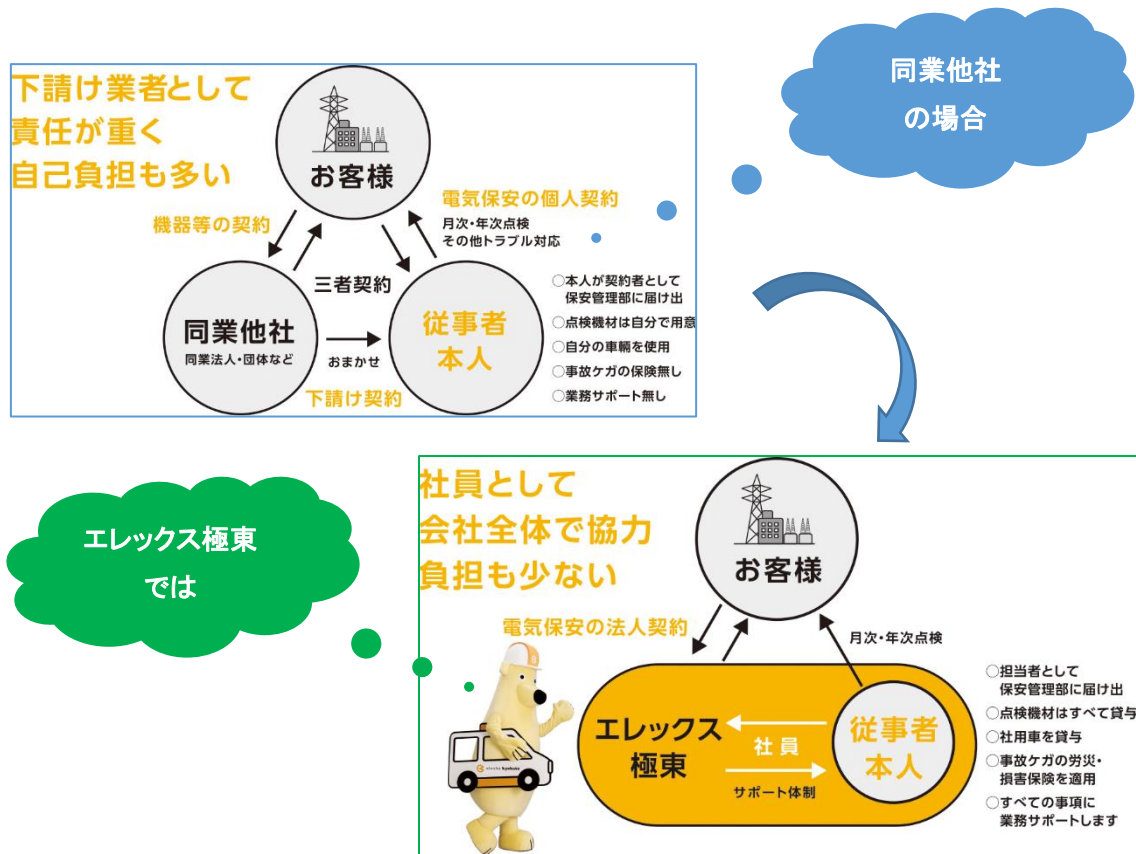 同業他社
の場合
下請け業者として
責任が重く
自己負担も多い
お客様
機器等の契約
電気保安の個人契約
月次・年次点検
その他トラブル対応
三者契約
同業他社
同業法人・団体など
おまかせ
従事者
本人
下請け契約
○本人が契約者として
保安管理部に届け出
○点検機材は自分で用意
○自分の車輛を使用
○事故ケガの保険無し
○業務サポート無し
エレックス極東
では
社員として
会社全体で協力
負担も少ない
お客様
電気保安の法人契約
月次・年次点検
エレックス
極東
社員
サポート体制
従事者
本人
○担当者として
保安管理部に届け出
○点検機材はすべて貸与
○社用車を貸与
○事故ケガの労災・
損害保険を適用
○すべての事項に
業務サポートします